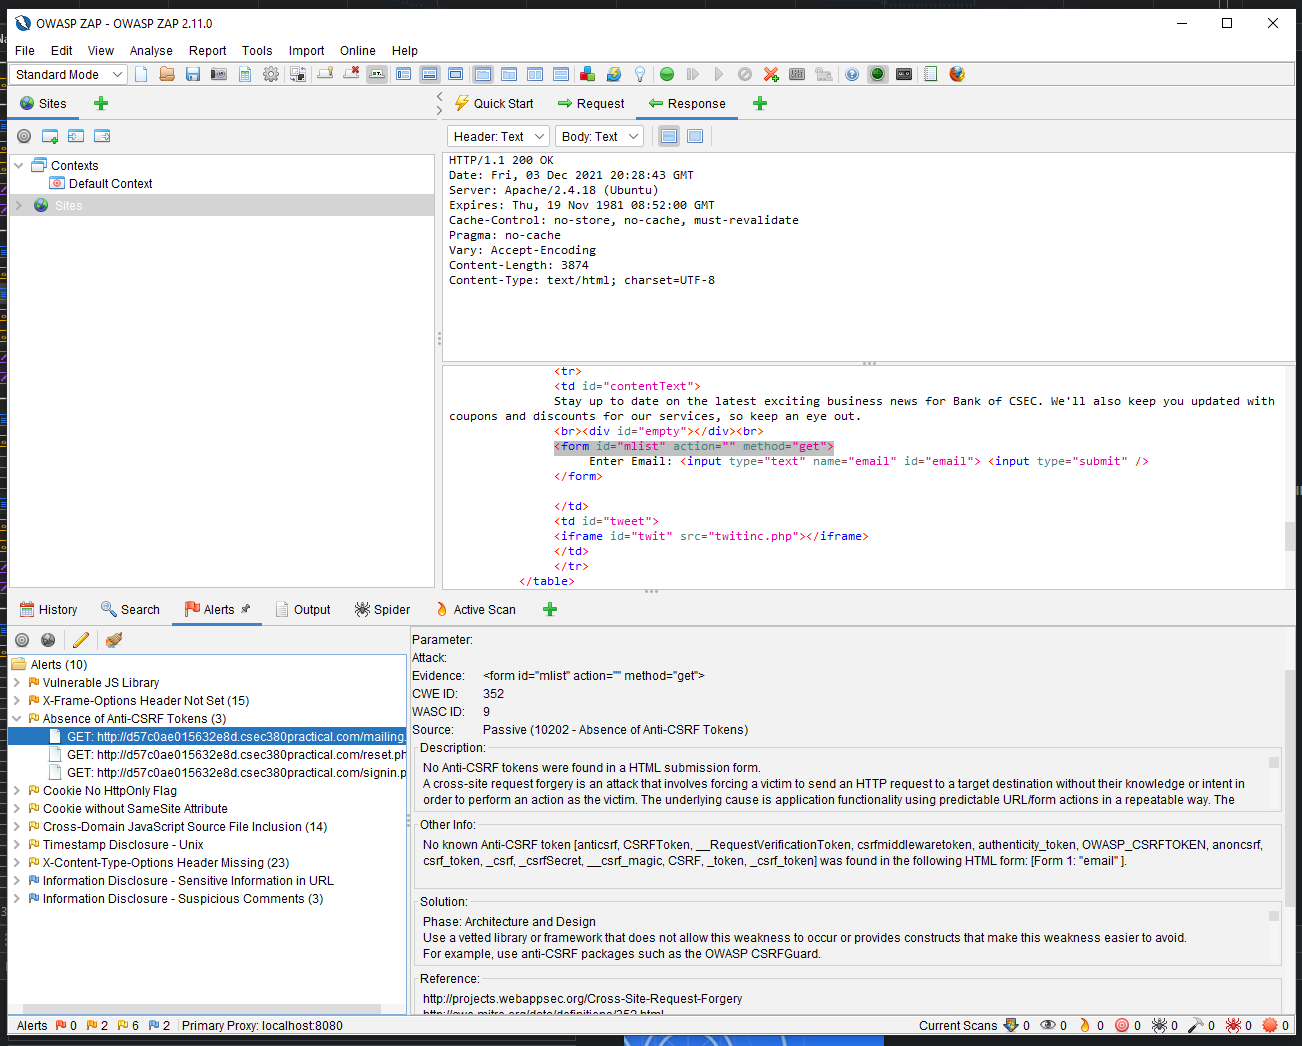 OWASP ZAP - OWASP ZAP 2.11.0
File Edit View Analyse Report Tools Import Online Help
Standard Mode
Sites
Quick Start Request Response
Header: Text Body: Text
Contexts
Default Context
Sites
HTTP/1.1 200 OK
Date: Fri, 03 Dec 2021 20:28:43 GMT
Server: Apache/2.4.18 (Ubuntu)
Expires: Thu, 19 Nov 1981 08:52:00 GMT
Cache-Control: no-store, no-cache, must-revalidate
Pragma: no-cache
Vary: Accept-Encoding
Content-Length: 3874
Content-Type: text/html; charset=UTF-8
<tr>
<td id="contentText">
Stay up to date on the latest exciting business news for Bank of CSEC. We'll also keep you updated with
coupons and discounts for our services, so keep an eye out.
<br><div id="empty"></div><br>
<form id="mlist" action="" method="get">
Enter Email: <input type="text" name="email" id="email"> <input type="submit" />
</form>
</td>
<td id="tweet">
<iframe id="twit" src="twitinc.php"></iframe>
</td>
</tr>
</table>
History Search Alerts Output Spider Active Scan
Alerts (10)
Vulnerable JS Library
X-Frame-Options Header Not Set (15)
Absence of Anti-CSRF Tokens (3)
GET: http://d57c0ae015632e8d.csec380practical.com/mailing.
GET: http://d57c0ae015632e8d.csec380practical.com/reset.ph
GET: http://d57c0ae015632e8d.csec380practical.com/signin.p
Cookie No HttpOnly Flag
Cookie without SameSite Attribute
Cross-Domain JavaScript Source File Inclusion (14)
Timestamp Disclosure - Unix
X-Content-Type-Options Header Missing (23)
Information Disclosure - Sensitive Information in URL
Information Disclosure - Suspicious Comments (3)
Parameter:
Attack:
Evidence: <form id="mlist" action="" method="get">
CWE ID: 352
WASC ID: 9
Source: Passive (10202 - Absence of Anti-CSRF Tokens)
Description:
No Anti-CSRF tokens were found in a HTML submission form.
A cross-site request forgery is an attack that involves forcing a victim to send an HTTP request to a target destination without their knowledge or intent in
order to perform an action as the victim. The underlying cause is application functionality using predictable URL/form actions in a repeatable way. The
Other Info:
No known Anti-CSRF token [anticsrf, CSRFToken, __RequestVerificationToken, csrfmiddlewaretoken, authenticity_token, OWASP_CSRFTOKEN, anoncsrf,
csrf_token, _csrf, _csrfSecret, __csrf_magic, CSRF, _token, _csrf_token] was found in the following HTML form: [Form 1: "email" ].
Solution:
Phase: Architecture and Design
Use a vetted library or framework that does not allow this weakness to occur or provides constructs that make this weakness easier to avoid.
For example, use anti-CSRF packages such as the OWASP CSRFGuard.
Reference:
http://projects.webappsec.org/Cross-Site-Request-Forgery
http://cwe.mitre.org/data/definitions/352.html
Alerts 0 2 6 2 Primary Proxy: localhost:8080
Current Scans 0 0 0 0 0 0 0 0